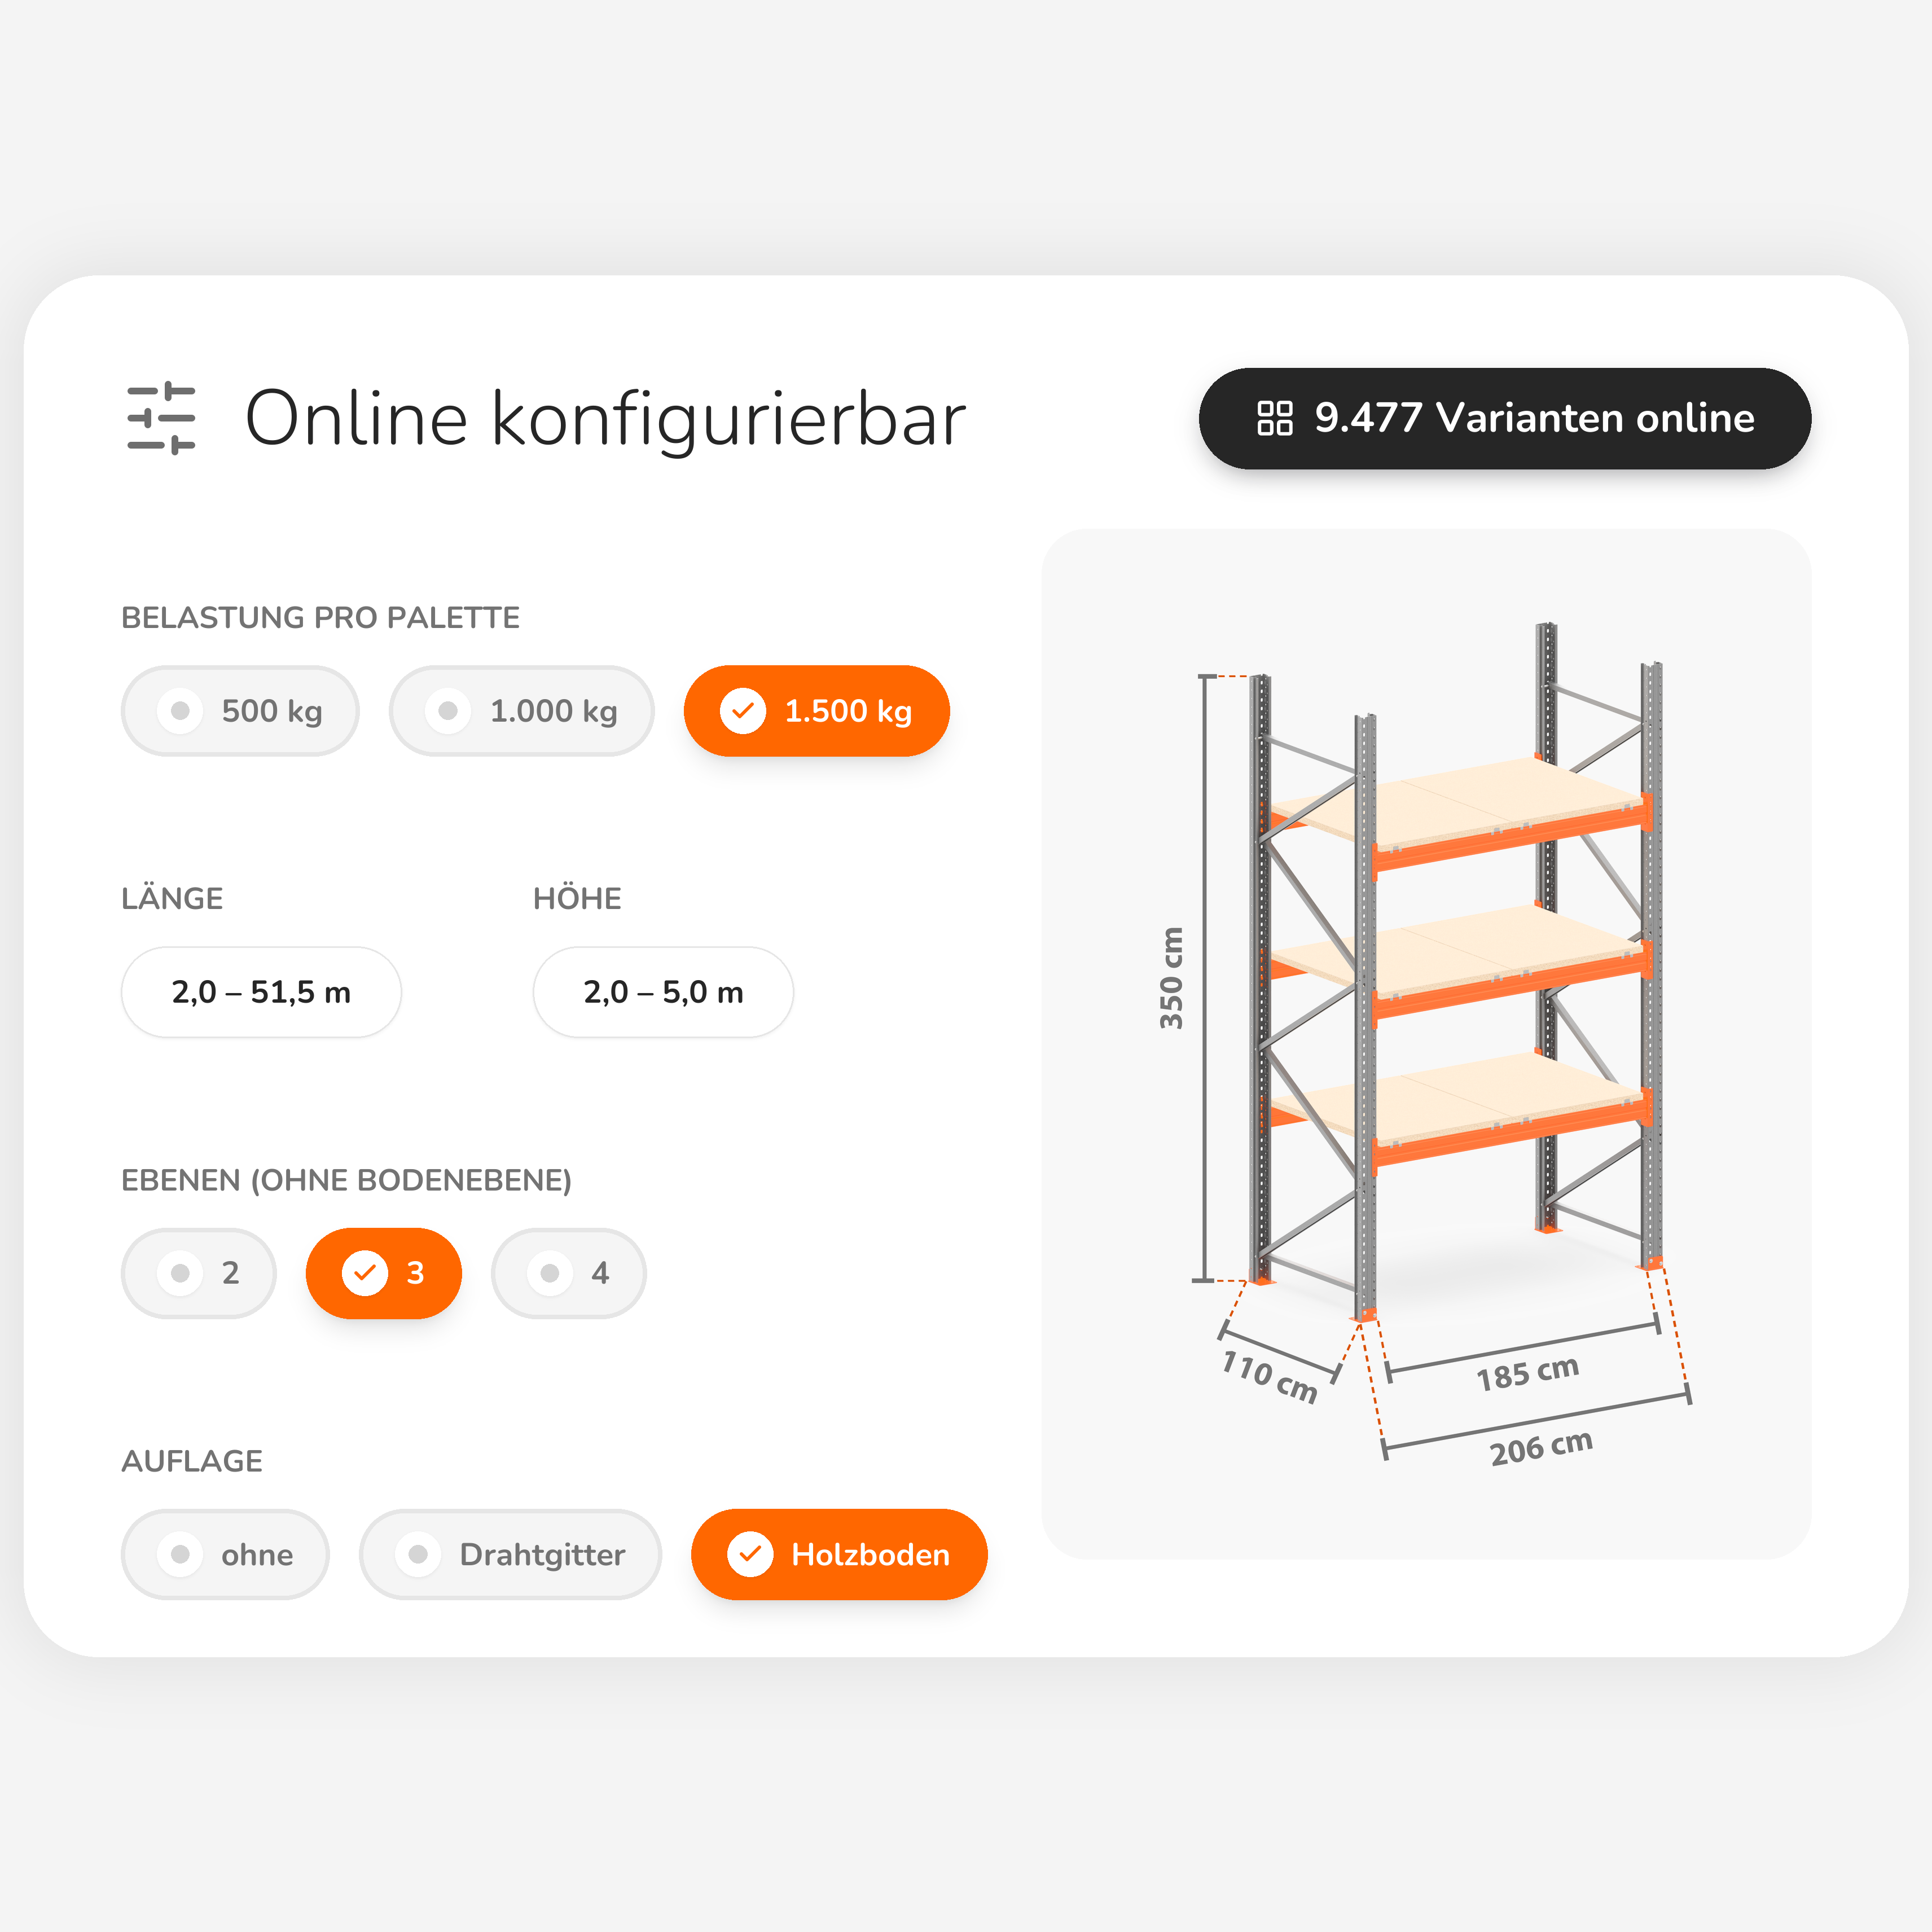 Online konfigurierbar
9.477 Varianten online
BELASTUNG PRO PALETTE
500 kg
1.000 kg
1.500 kg
LÄNGE
HÖHE
2,0 – 51,5 m
2,0 – 5,0 m
EBENEN (OHNE BODENEBENE)
2
3
4
AUFLAGE
ohne
Drahtgitter
Holzboden
350 cm
110 cm
185 cm
206 cm